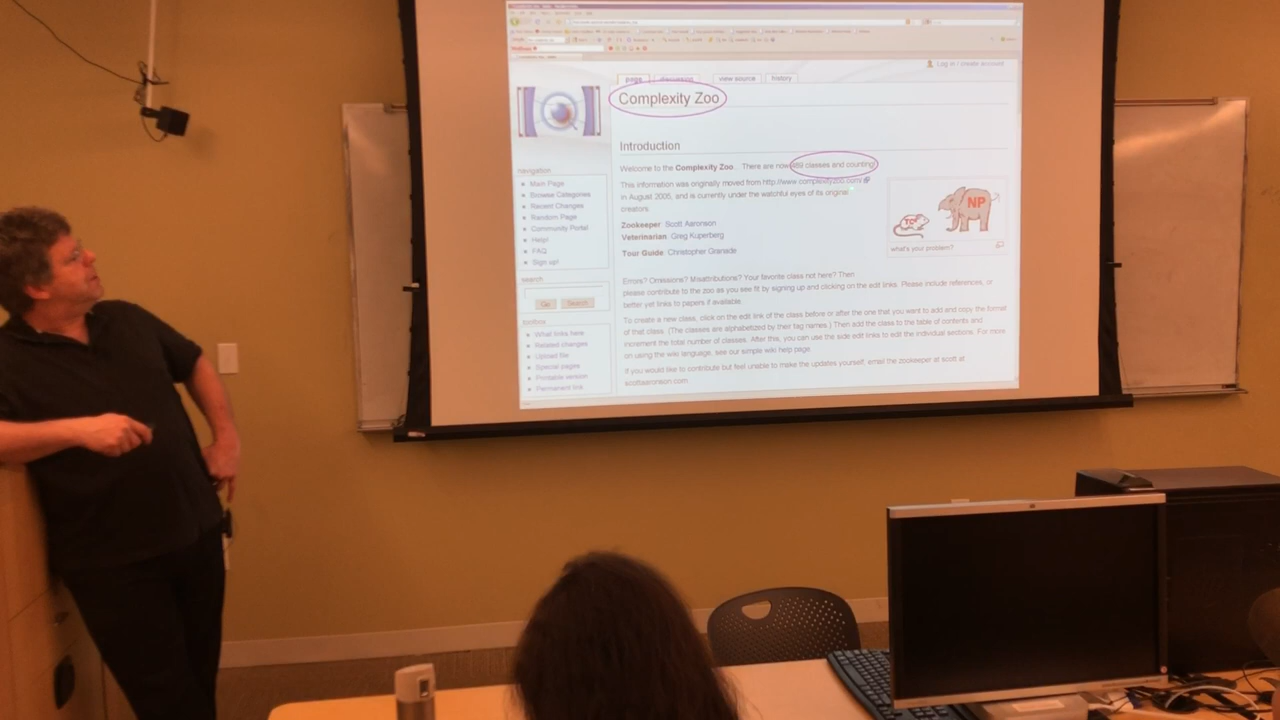 Log in / create account
page discussion view source history
Complexity Zoo
Introduction
Welcome to the Complexity Zoo... There are now 489 classes and counting!
This information was originally moved from http://www.complexityzoo.com/
in August 2005, and is currently under the watchful eyes of its original
creators:
Zookeeper: Scott Aaronson
Veterinarian: Greg Kuperberg
Tour Guide: Christopher Granade
NP
what's your problem?
Errors? Omissions? Misattributions? Your favorite class not here? Then
please contribute to the zoo as you see fit by signing up and clicking on the edit links. Please include references, or
better yet links to papers if available.
To create a new class, click on the edit link of the class before or after the one that you want to add and copy the format
of that class. (The classes are alphabetized by their tag names.) Then add the class to the table of contents and
increment the total number of classes. After this, you can use the side edit links to edit the individual sections. For more
on using the wiki language, see our simple wiki help page.
If you would like to contribute but feel unable to make the updates yourself, email the zookeeper at scott at
scottaaronson.com.
navigation
Main Page
Browse Categories
Recent Changes
Random Page
Community Portal
Help!
FAQ
Sign up!
search
Go Search
toolbox
What links here
Related changes
Upload file
Special pages
Printable version
Permanent link